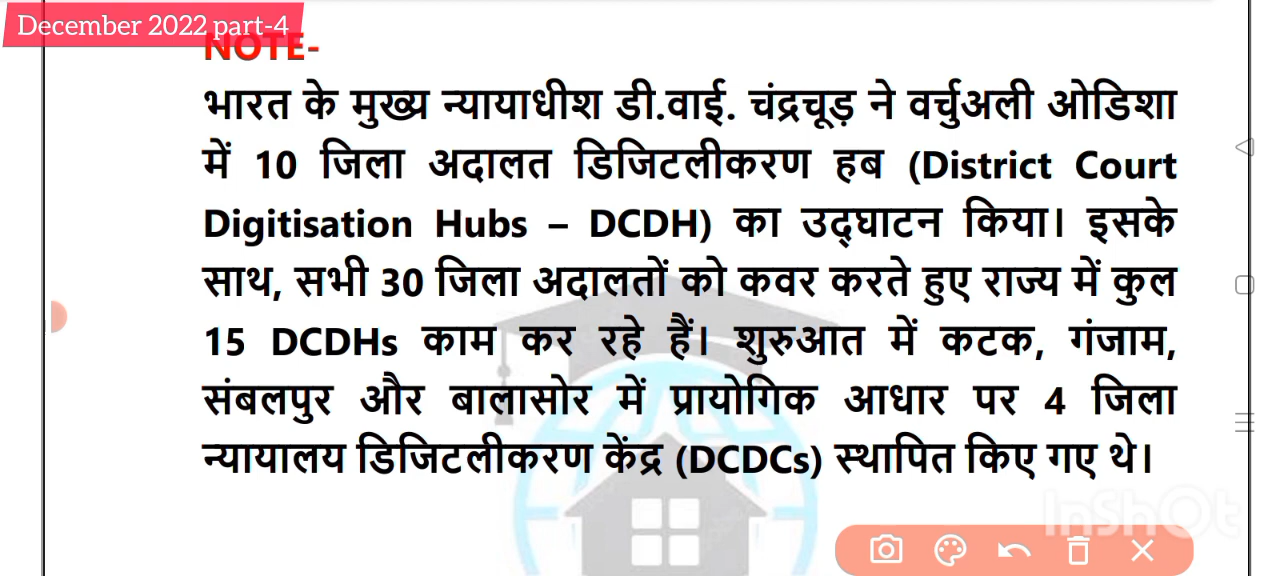 December 2022 part-4
NOTE-
भारत के मुख्य न्यायाधीश डी.वाई. चंद्रचूड़ ने वर्चुअली ओडिशा
में 10 जिला अदालत डिजिटलीकरण हब (District Court
Digitisation Hubs – DCDH) का उद्घाटन किया। इसके
साथ, सभी 30 जिला अदालतों को कवर करते हुए राज्य में कुल
15 DCDHs काम कर रहे हैं। शुरुआत में कटक, गंजाम,
संबलपुर और बालासोर में प्रायोगिक आधार पर 4 जिला
न्यायालय डिजिटलीकरण केंद्र (DCDCs) स्थापित किए गए थे।
InShOt